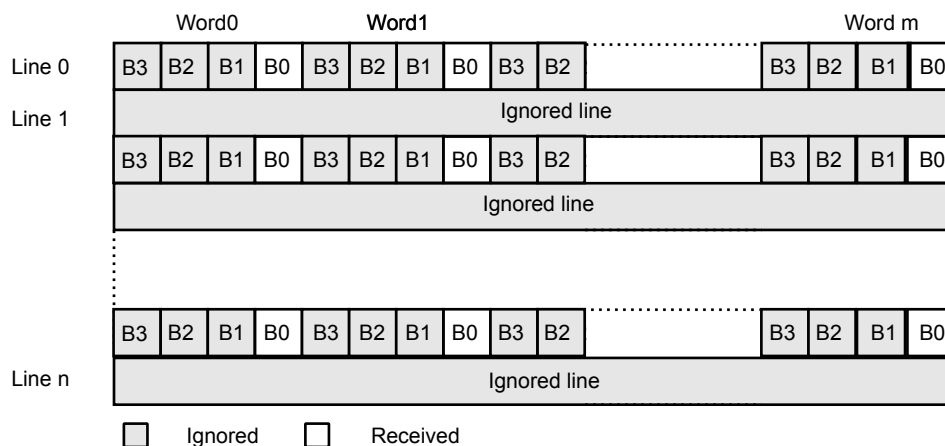 Word0 Word1 Word m
Line 0 B3 B2 B1 B0 B3 B2 B1 B0 B3 B2 B3 B2 B1 B0
Line 1 Ignored line
B3 B2 B1 B0 B3 B2 B1 B0 B3 B2 B3 B2 B1 B0
Ignored line
B3 B2 B1 B0 B3 B2 B1 B0 B3 B2 B3 B2 B1 B0
Line n Ignored line
Ignored Received